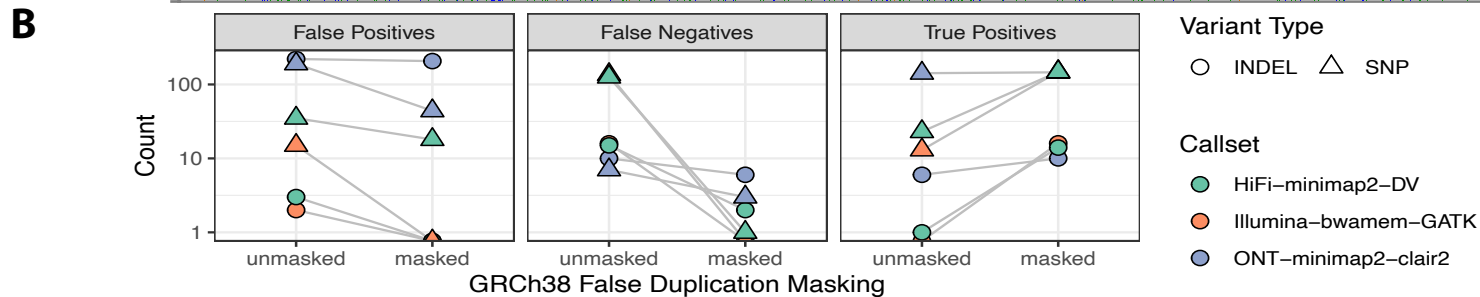 B
False Positives
False Negatives
True Positives
Count
100
10
1
unmasked
masked
unmasked
masked
unmasked
masked
GRCh38 False Duplication Masking
Variant Type
INDEL
SNP
Callset
HiFi−minimap2−DV
Illumina−bwamem−GATK
ONT−minimap2−clair2